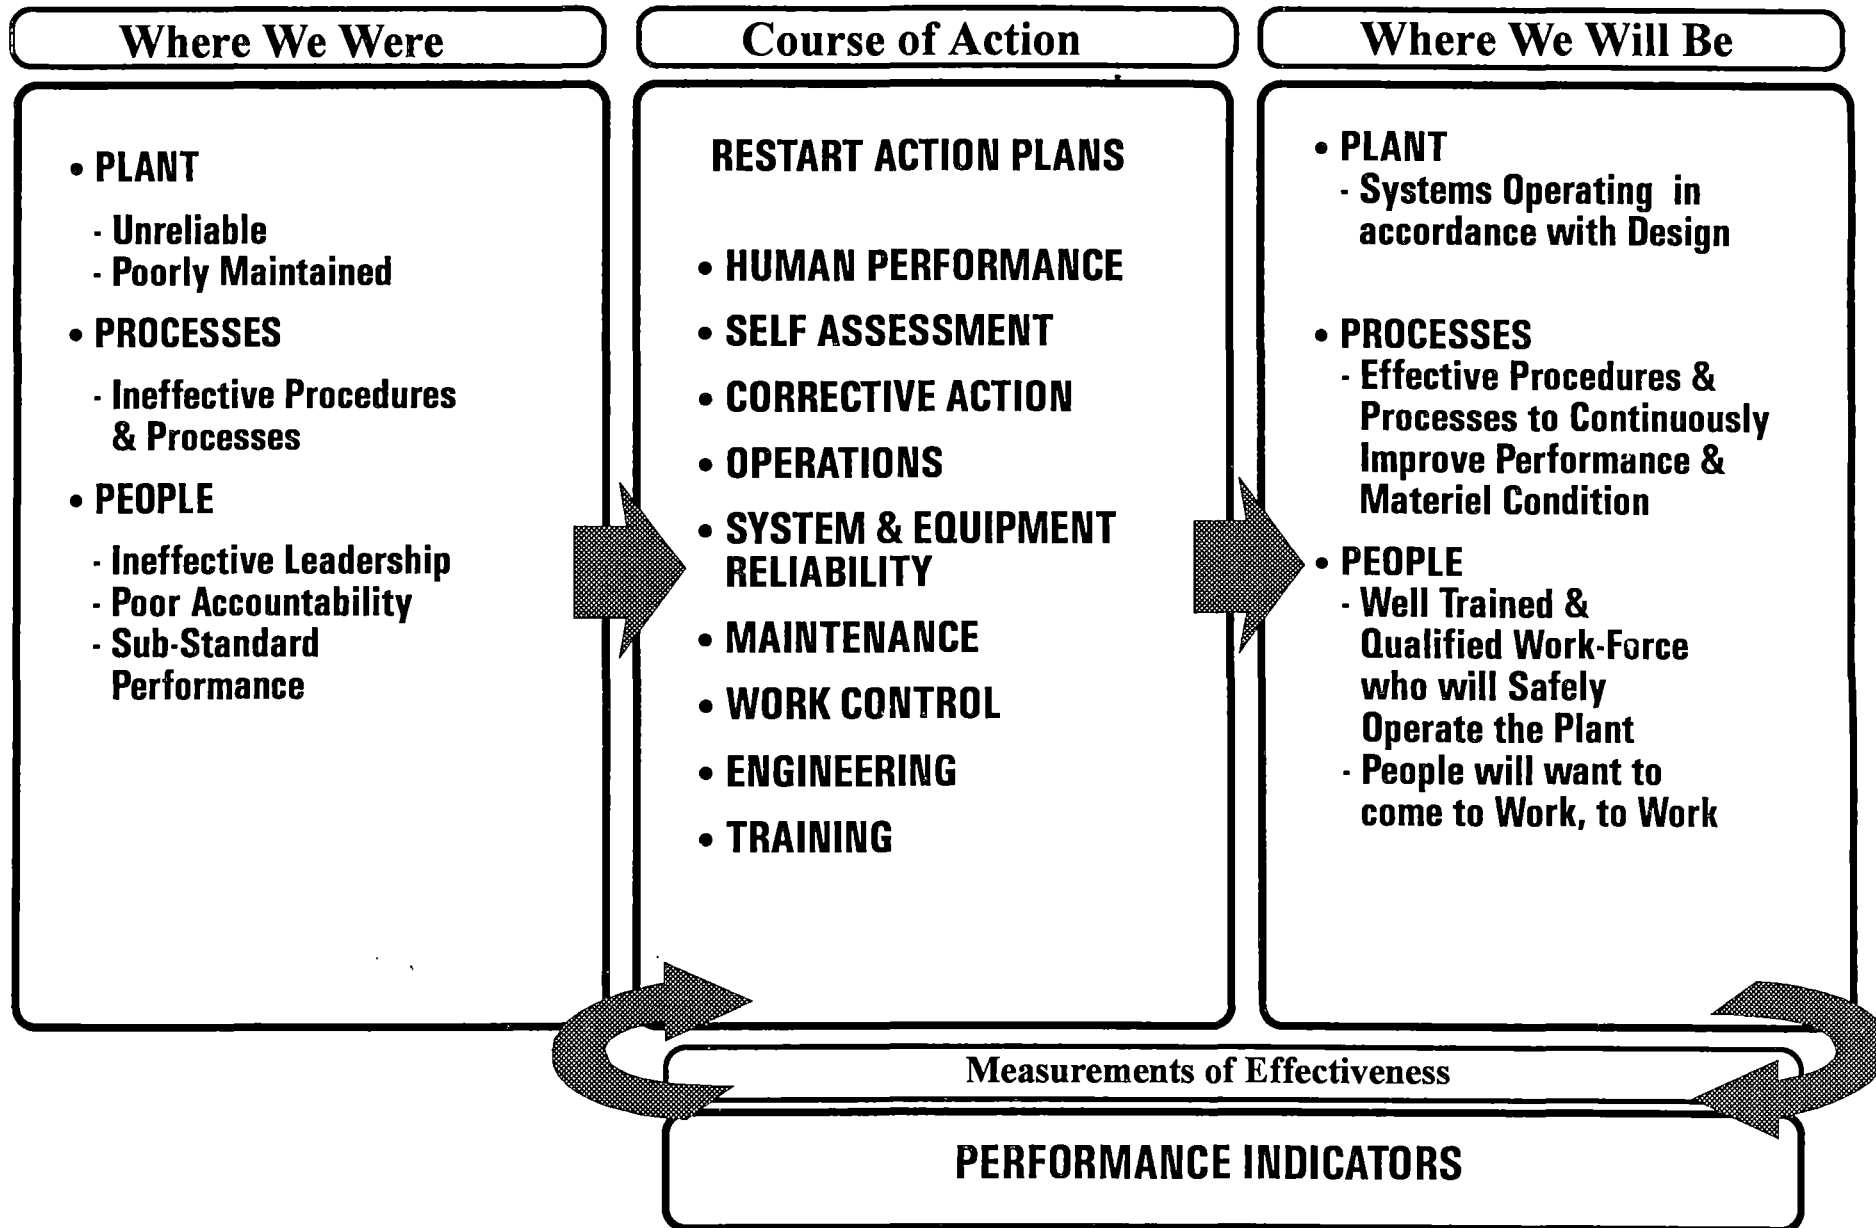 Where We Were
• PLANT
- Unreliable
- Poorly Maintained
• PROCESSES
- Ineffective Procedures
& Processes
• PEOPLE
- Ineffective Leadership
- Poor Accountability
- Sub-Standard
Performance
Course of Action
RESTART ACTION PLANS
• HUMAN PERFORMANCE
• SELF ASSESSMENT
• CORRECTIVE ACTION
• OPERATIONS
• SYSTEM & EQUIPMENT
RELIABILITY
• MAINTENANCE
• WORK CONTROL
• ENGINEERING
• TRAINING
Where We Will Be
• PLANT
- Systems Operating in
accordance with Design
• PROCESSES
- Effective Procedures &
Processes to Continuously
Improve Performance &
Materiel Condition
• PEOPLE
- Well Trained &
Qualified Work-Force
who will Safely
Operate the Plant
- People will want to
come to Work, to Work
Measurements of Effectiveness
PERFORMANCE INDICATORS